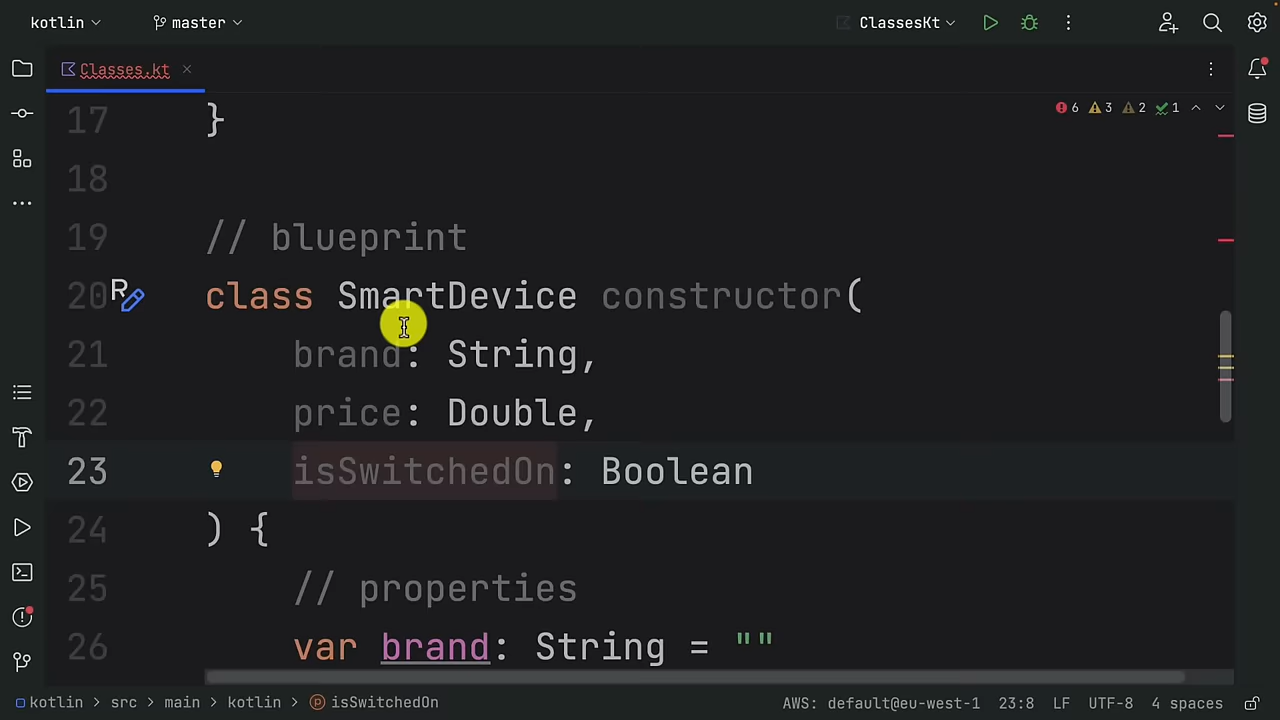 kotlin master ClassesKt
Classes.kt
6 3 2 1
17 }
18
19 // blueprint
20 class SmartDevice constructor(
21 brand: String,
22 price: Double,
23 isSwitchedOn: Boolean
24 ) {
25 // properties
26 var brand: String = ""
kotlin > src > main > kotlin > isSwitchedOn AWS: default@eu-west-1 23:8 LF UTF-8 4 spaces